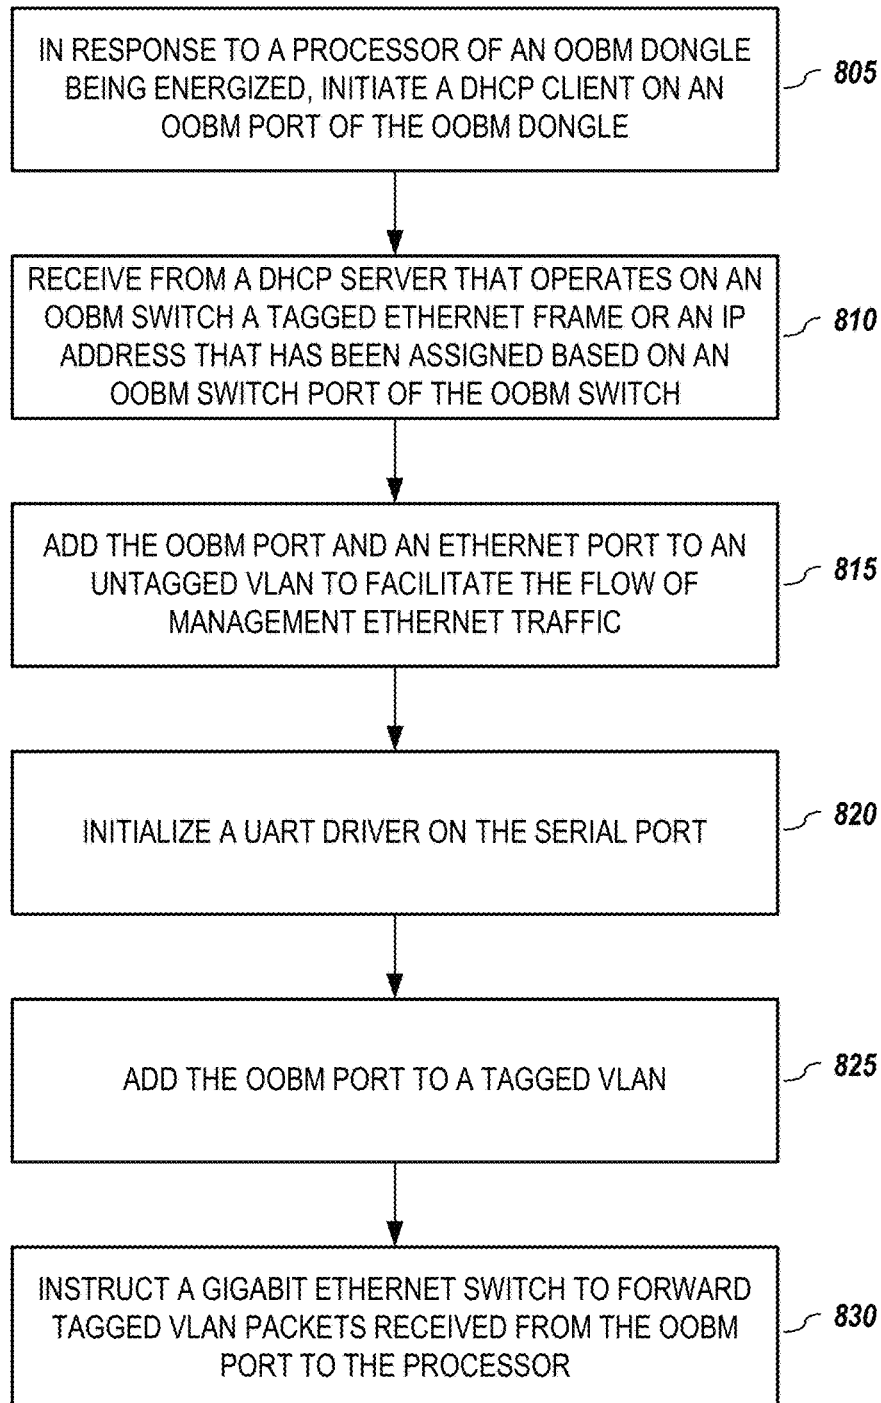 IN RESPONSE TO A PROCESSOR OF AN OOBM DONGLE
BEING ENERGIZED, INITIATE A DHCP CLIENT ON AN
OOBM PORT OF THE OOBM DONGLE
805
RECEIVE FROM A DHCP SERVER THAT OPERATES ON AN
OOBM SWITCH A TAGGED ETHERNET FRAME OR AN IP
ADDRESS THAT HAS BEEN ASSIGNED BASED ON AN
OOBM SWITCH PORT OF THE OOBM SWITCH
810
ADD THE OOBM PORT AND AN ETHERNET PORT TO AN
UNTAGGED VLAN TO FACILITATE THE FLOW OF
MANAGEMENT ETHERNET TRAFFIC
815
INITIALIZE A UART DRIVER ON THE SERIAL PORT
820
ADD THE OOBM PORT TO A TAGGED VLAN
825
INSTRUCT A GIGABIT ETHERNET SWITCH TO FORWARD
TAGGED VLAN PACKETS RECEIVED FROM THE OOBM
PORT TO THE PROCESSOR
830